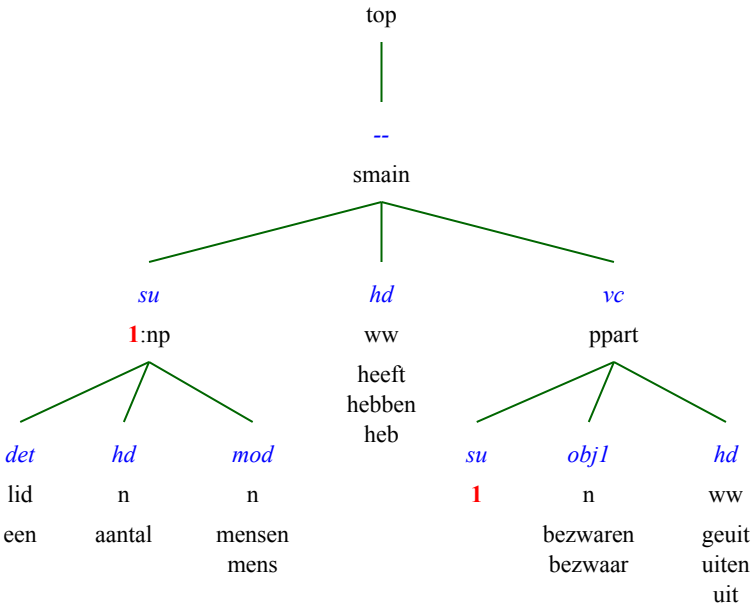 top
--
smain
su hd vc
1:np ww ppart
heeft
hebben
heb
det hd mod su obj1 hd
lid n n 1 n ww
een aantal mensen bezwaren geuit
mens bezwaar uiten
uit